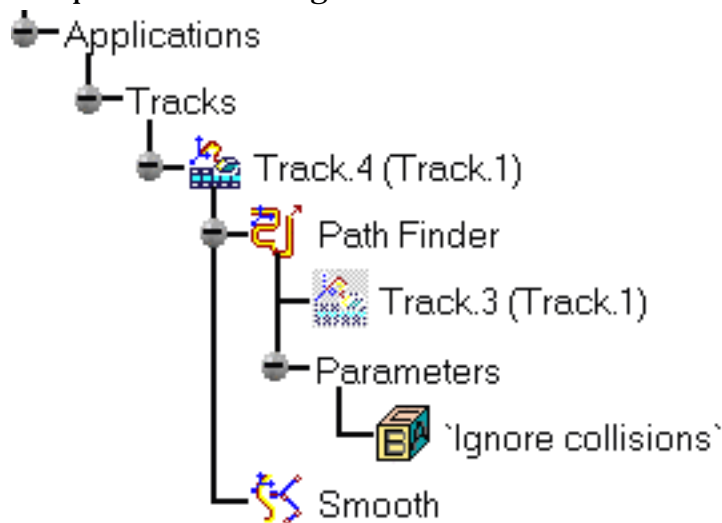 Applications
Tracks
Track.4 (Track.1)
Path Finder
Track.3 (Track.1)
Parameters
`Ignore collisions`
Smooth